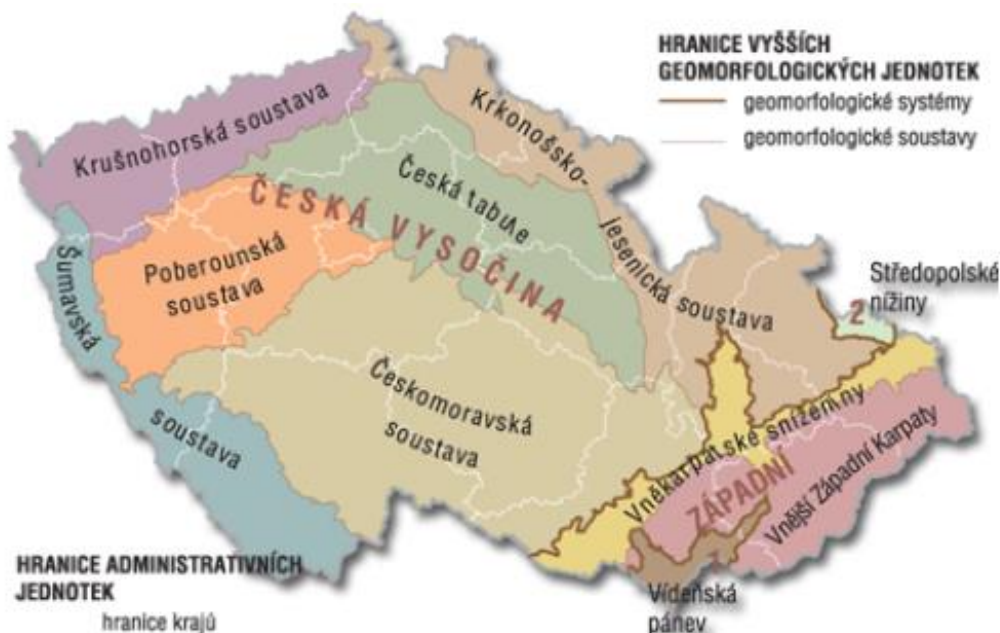 HRANICE VYŠŠÍCH
GEOMORFOLOGICKÝCH JEDNOTEK
geomorfologické systémy
geomorfologické soustavy
Krušnohorská soustava
Krkonošsko-
jesenická soustava
Česká tabule
ČESKÁ VYSOČINA
Poberounská
soustava
Šumavská
soustava
Středopolské
nížiny
2
Českomoravská
soustava
Vněkarpatské sníženiny
ZÁPADNÍ
Vnější Západní Karpaty
Vídeňská
pánev
HRANICE ADMINISTRATIVNÍCH
JEDNOTEK
hranice krajů